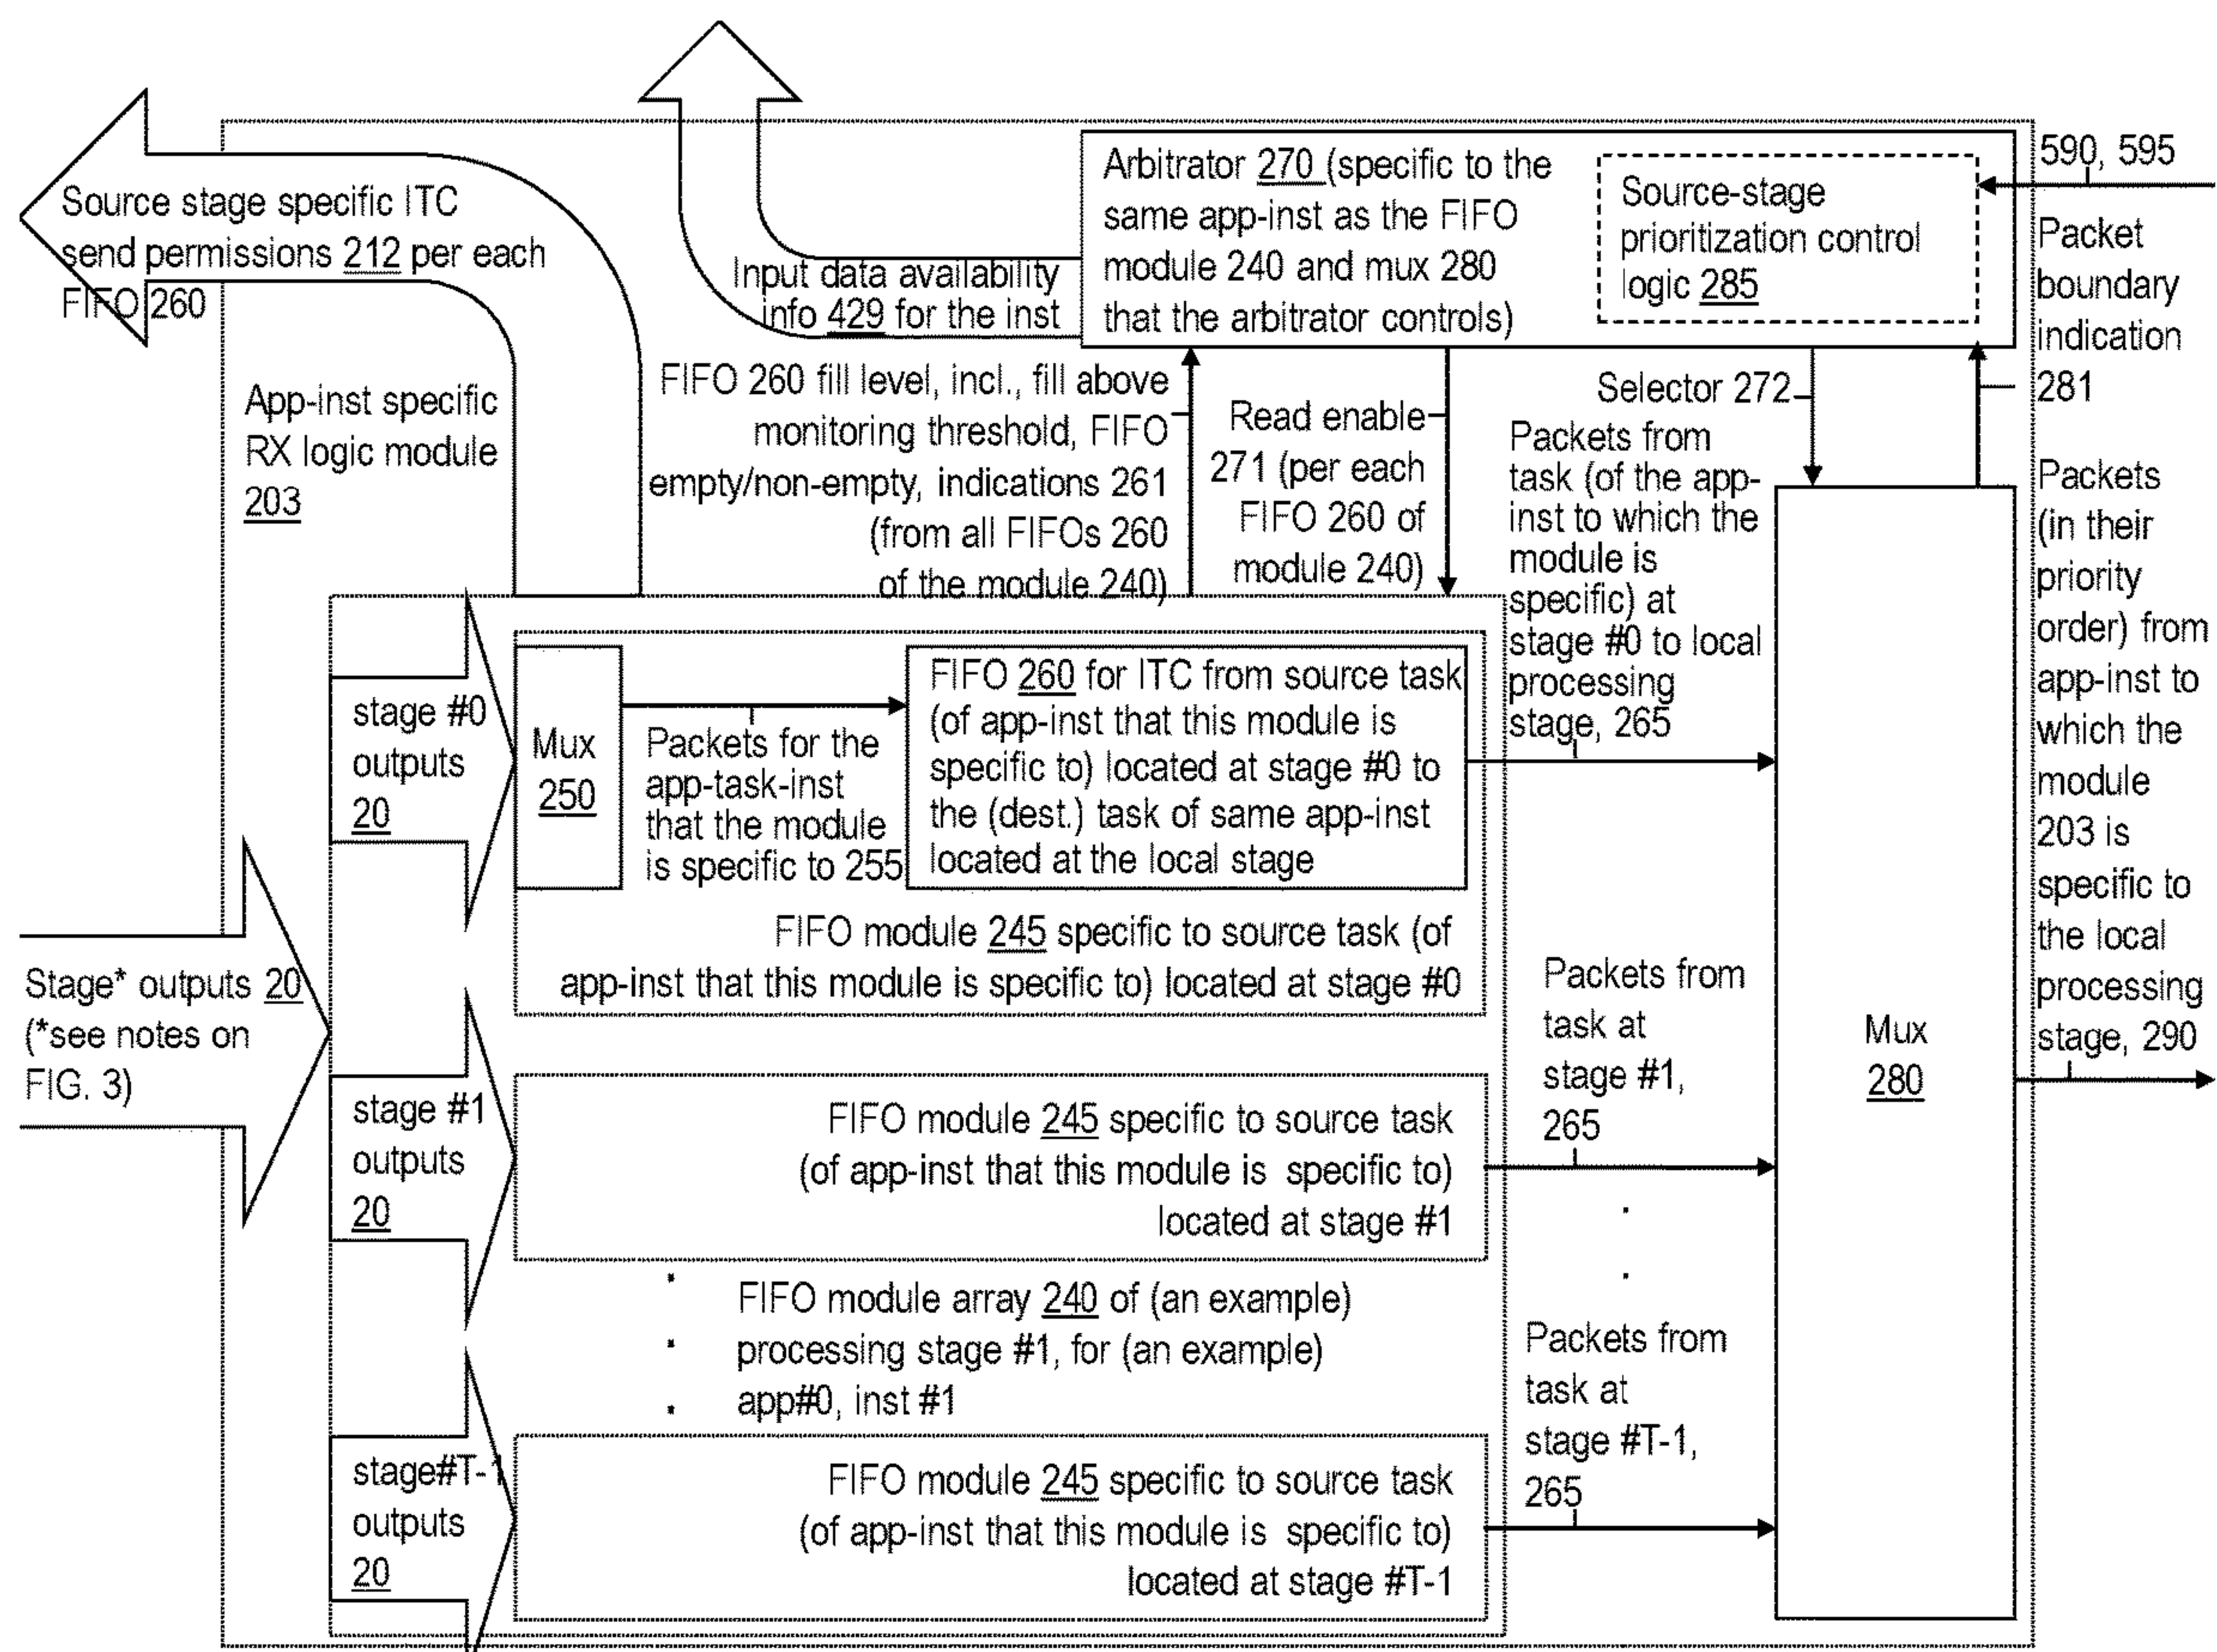 Source stage specific ITC
send permissions 212 per each
FIFO 260
Input data availability
info 429 for the inst
Arbitrator 270 (specific to the
same app-inst as the FIFO
module 240 and mux 280
that the arbitrator controls)
Source-stage
prioritization control
logic 285
590, 595
Packet
boundary
indication
281
App-inst specific
RX logic module
203
FIFO 260 fill level, incl., fill above
monitoring threshold, FIFO
empty/non-empty, indications 261
(from all FIFOs 260
of the module 240)
Read enable
271 (per each
FIFO 260 of
module 240)
Selector 272
Packets from
task (of the app-
inst to which the
module is
specific) at
stage #0 to local
processing
stage, 265
Packets
(in their
priority
order) from
app-inst to
which the
module
203 is
specific to
the local
processing
stage, 290
stage #0
outputs
20
Mux
250
Packets for the
app-task-inst
that the module
is specific to 255
FIFO 260 for ITC from source task
(of app-inst that this module is
specific to) located at stage #0 to
the (dest.) task of same app-inst
located at the local stage
FIFO module 245 specific to source task (of
app-inst that this module is specific to) located at stage #0
Stage* outputs 20
(*see notes on
FIG. 3)
stage #1
outputs
20
FIFO module 245 specific to source task
(of app-inst that this module is specific to)
located at stage #1
Packets from
task at
stage #1,
265
Mux
280
FIFO module array 240 of (an example)
processing stage #1, for (an example)
app#0, inst #1
Packets from
task at
stage #T-1,
265
stage#T-1
outputs
20
FIFO module 245 specific to source task
(of app-inst that this module is specific to)
located at stage #T-1